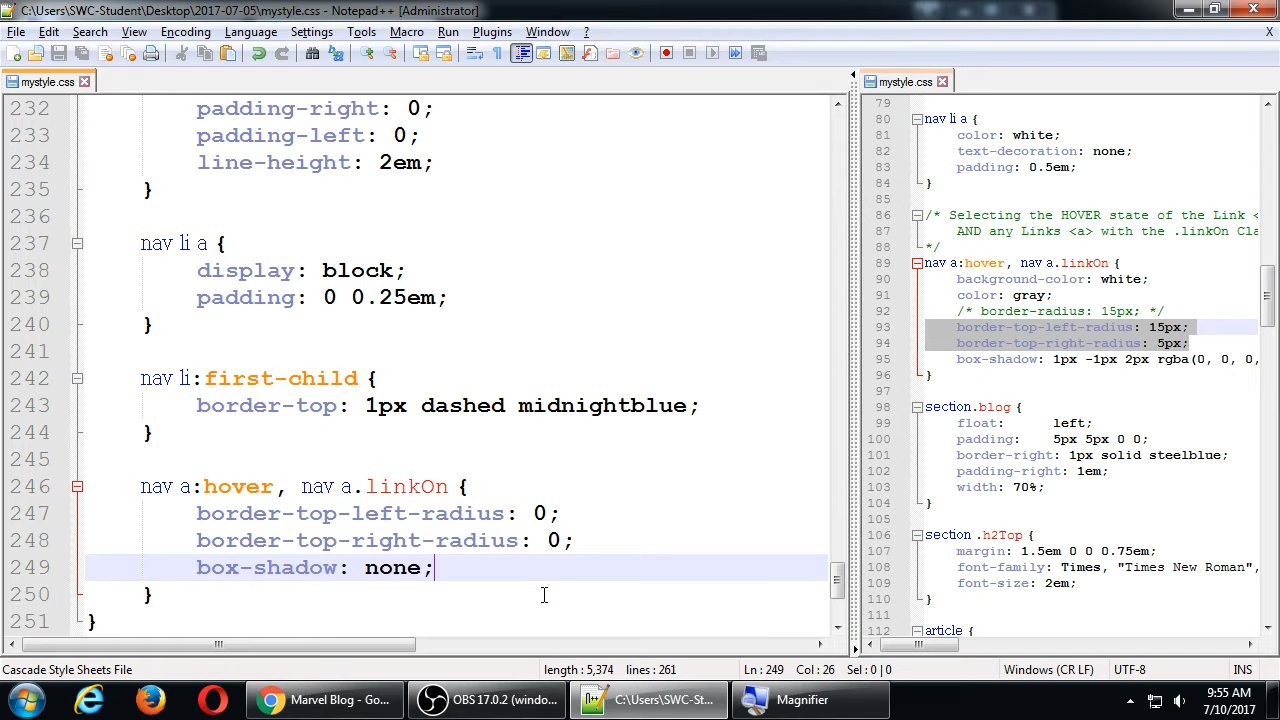 C:\Users\SWC-Student\Desktop\2017-07-05\mystyle.css - Notepad++ [Administrator]
File Edit Search View Encoding Language Settings Tools Macro Run Plugins Window ? X
mystyle.css
232 padding-right: 0;
233 padding-left: 0;
234 line-height: 2em;
235 }
236
237 nav li a {
238 display: block;
239 padding: 0 0.25em;
240 }
241
242 nav li:first-child {
243 border-top: 1px dashed midnightblue;
244 }
245
246 nav a:hover, nav a.linkOn {
247 border-top-left-radius: 0;
248 border-top-right-radius: 0;
249 box-shadow: none;
250 }
251 }
mystyle.css
79
80 nav li a {
81 color: white;
82 text-decoration: none;
83 padding: 0.5em;
84 }
85
86 /* Selecting the HOVER state of the Link <
87 AND any Links <a> with the .linkOn Cla
88 */
89 nav a:hover, nav a.linkOn {
90 background-color: white;
91 color: gray;
92 /* border-radius: 15px; */
93 border-top-left-radius: 15px;
94 border-top-right-radius: 5px;
95 box-shadow: 1px -1px 2px rgba(0, 0, 0,
96 }
97
98 section.blog {
99 float: left;
100 padding: 5px 5px 0 0;
101 border-right: 1px solid steelblue;
102 padding-right: 1em;
103 width: 70%;
104 }
105
106 section .h2Top {
107 margin: 1.5em 0 0 0.75em;
108 font-family: Times, "Times New Roman",
109 font-size: 2em;
110 }
111
112 article {
Cascade Style Sheets File length : 5,374 lines : 261 Ln : 249 Col : 26 Sel : 0 | 0 Windows (CR LF) UTF-8 INS
Marvel Blog - Go... OBS 17.0.2 (windo... C:\Users\SWC-St... Magnifier
9:55 AM
7/10/2017